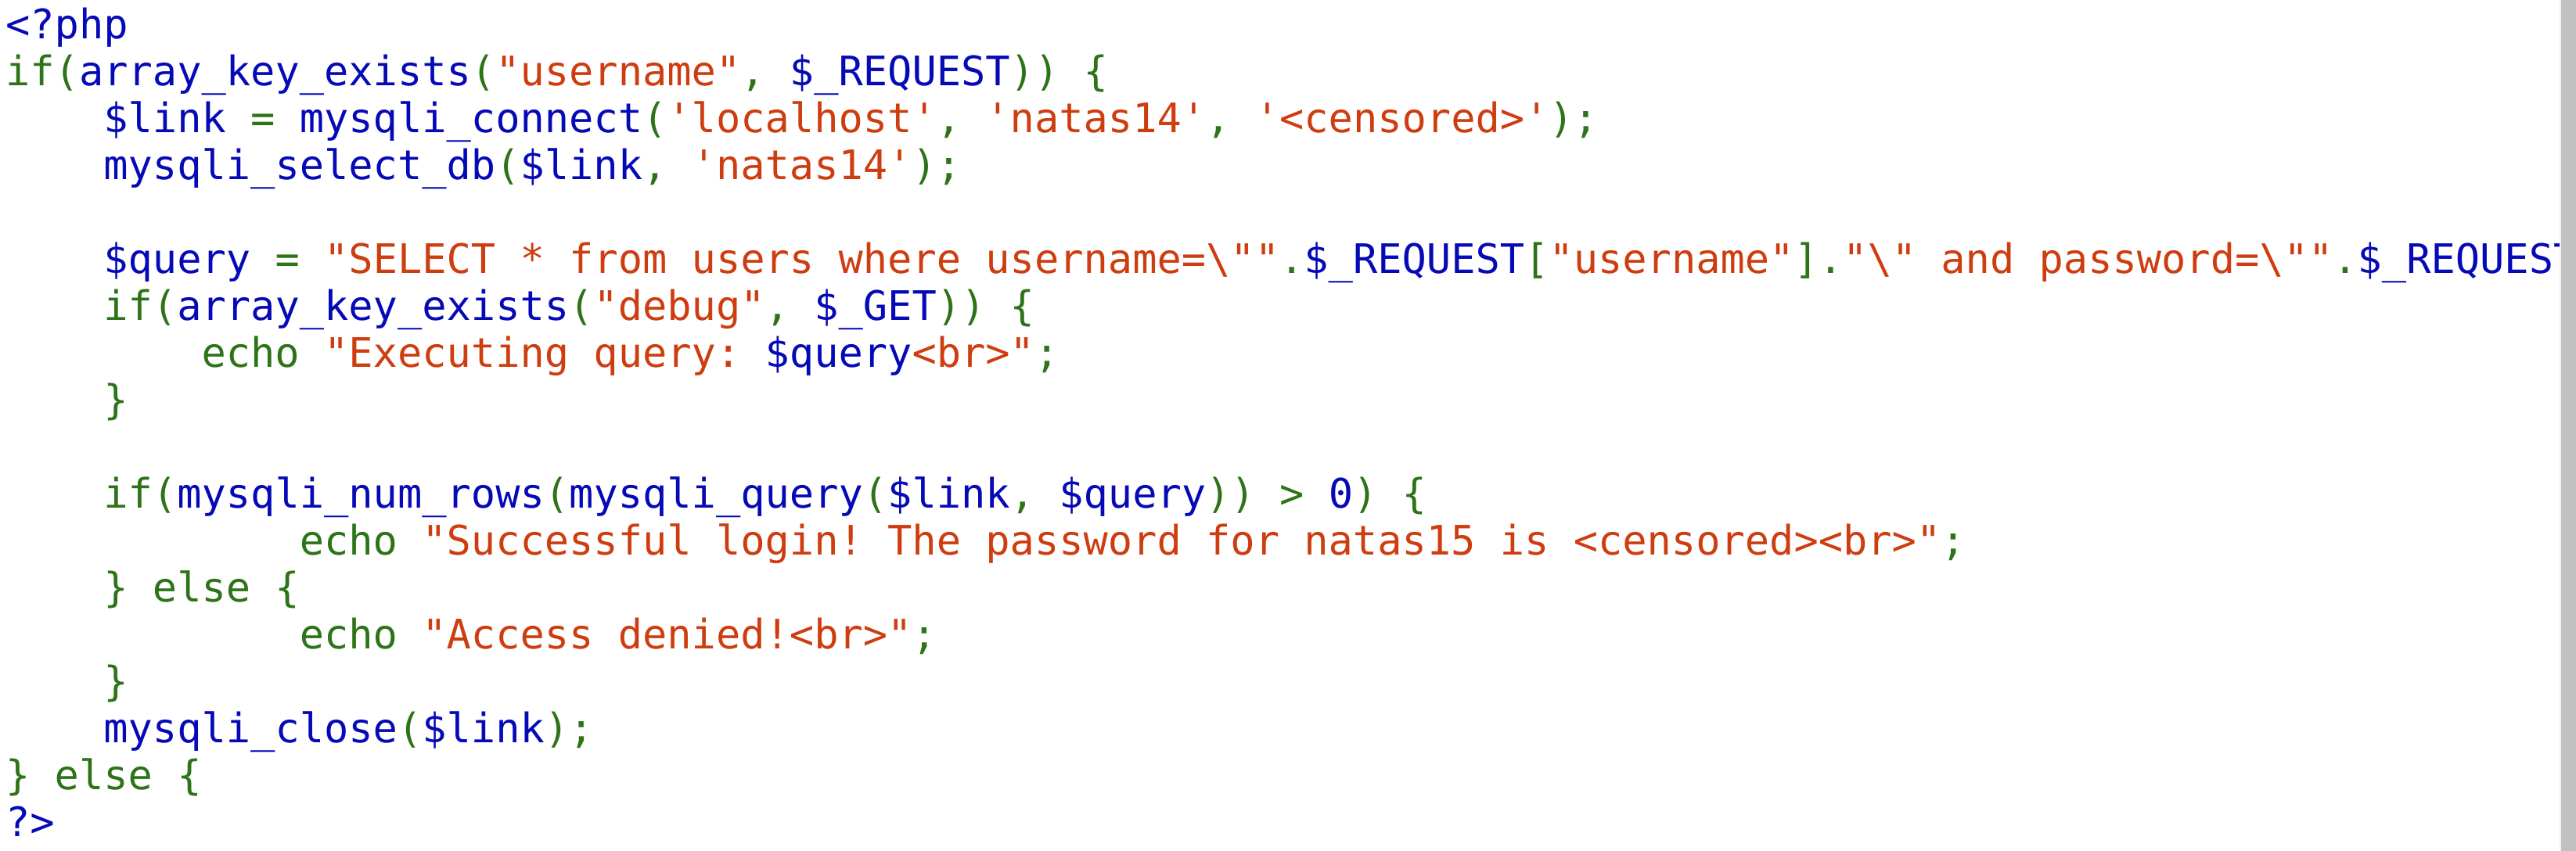 <?php
if(array_key_exists("username", $_REQUEST)) {
    $link = mysqli_connect('localhost', 'natas14', '<censored>');
    mysqli_select_db($link, 'natas14');

    $query = "SELECT * from users where username=\"".$_REQUEST["username"]."\" and password=\"".$_REQUES
    if(array_key_exists("debug", $_GET)) {
        echo "Executing query: $query<br>";
    }

    if(mysqli_num_rows(mysqli_query($link, $query)) > 0) {
            echo "Successful login! The password for natas15 is <censored><br>";
    } else {
            echo "Access denied!<br>";
    }
    mysqli_close($link);
} else {
?>